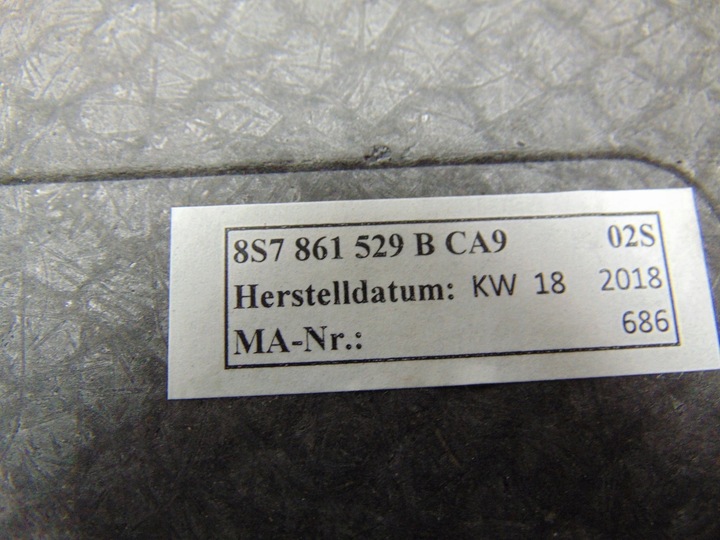 8S7 861 529 B CA9 02S
Herstelldatum: KW 18 2018
MA-Nr.: 686